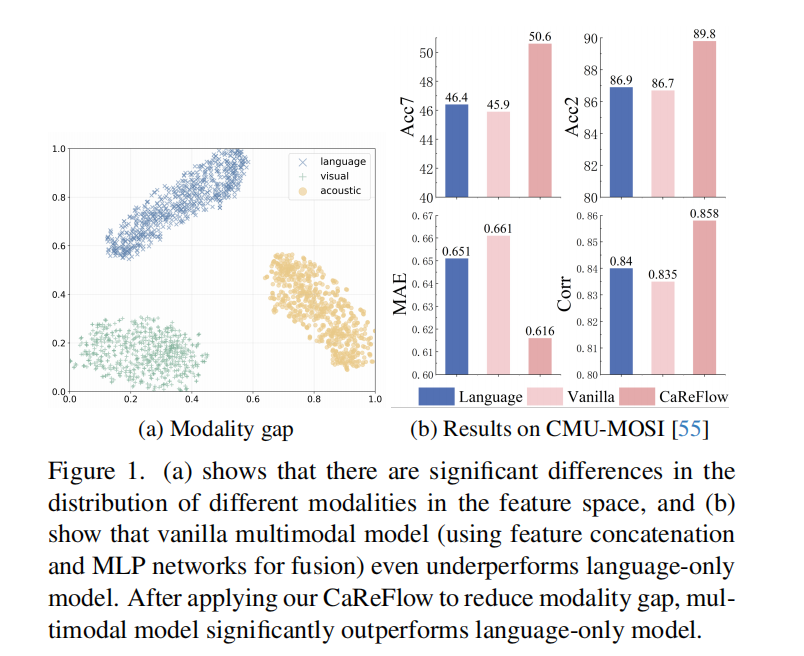 1.0
0.8
0.6
0.4
0.2
0.0
0.0
0.2
0.4
0.6
0.8
1.0
language
visual
acoustic
(a) Modality gap
Acc7
50
48
46
44
42
40
46.4
45.9
50.6
Acc2
90
88
86
84
82
80
86.9
86.7
89.8
MAE
0.67
0.66
0.65
0.64
0.63
0.62
0.61
0.60
0.651
0.661
0.616
Corr
0.86
0.85
0.84
0.83
0.82
0.81
0.80
0.84
0.835
0.858
Language
Vanilla
CaReFlow
(b) Results on CMU-MOSI [55]
Figure 1. (a) shows that there are significant differences in the
distribution of different modalities in the feature space, and (b)
show that vanilla multimodal model (using feature concatenation
and MLP networks for fusion) even underperforms language-only
model. After applying our CaReFlow to reduce modality gap, mul-
timodal model significantly outperforms language-only model.